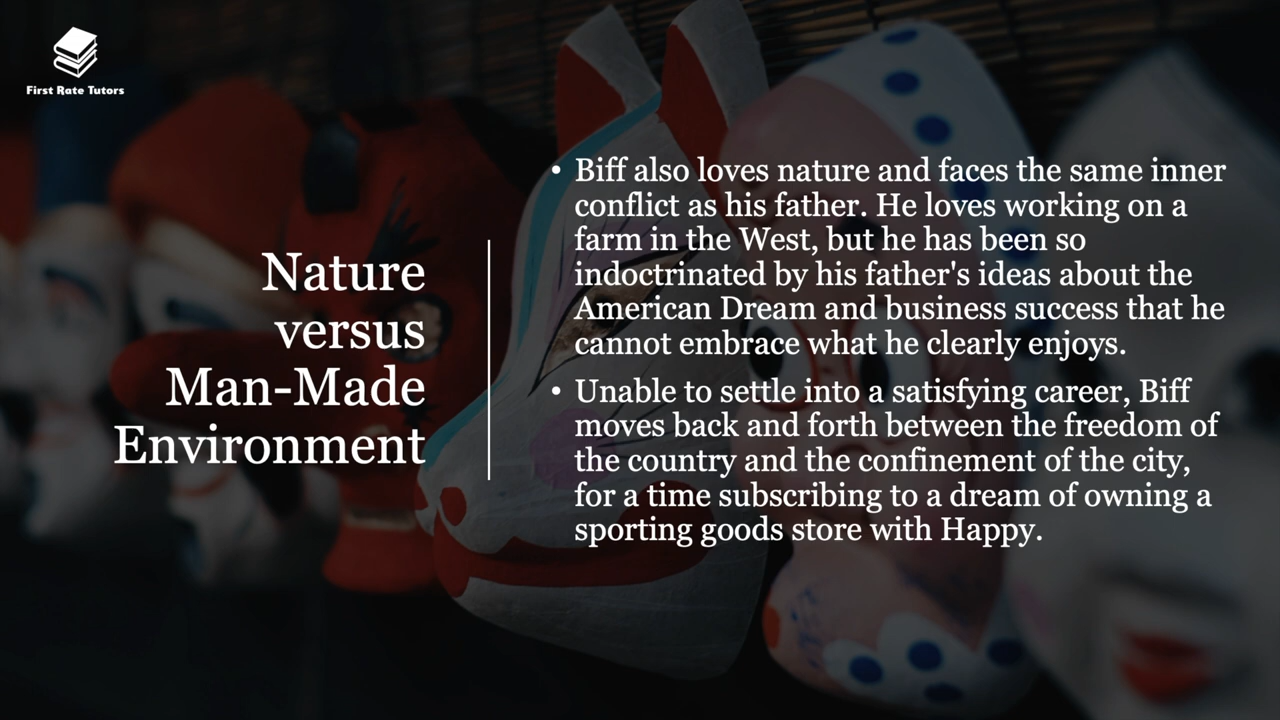 First Rate Tutors
Nature
versus
Man-Made
Environment
• Biff also loves nature and faces the same inner
conflict as his father. He loves working on a
farm in the West, but he has been so
indoctrinated by his father's ideas about the
American Dream and business success that he
cannot embrace what he clearly enjoys.
• Unable to settle into a satisfying career, Biff
moves back and forth between the freedom of
the country and the confinement of the city,
for a time subscribing to a dream of owning a
sporting goods store with Happy.